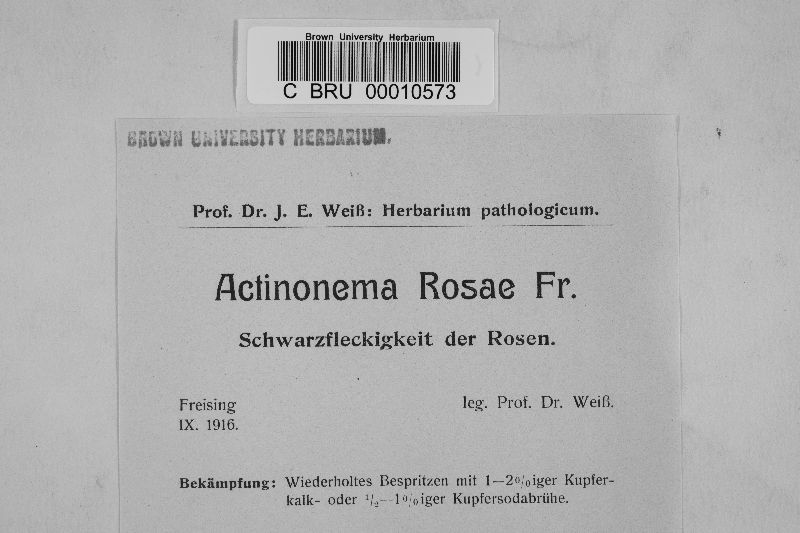 Brown University Herbarium
C BRU 00010573
BROWN UNIVERSITY HERBARIUM.
Prof. Dr. J. E. Weiß: Herbarium pathologicum.
Actinonema Rosae Fr.
Schwarzfleckigkeit der Rosen.
Freising leg. Prof. Dr. Weiß.
IX. 1916.
Bekämpfung: Wiederholtes Bespritzen mit 1—2%iger Kupfer-
kalk- oder ½—1%iger Kupfersodabrühe.